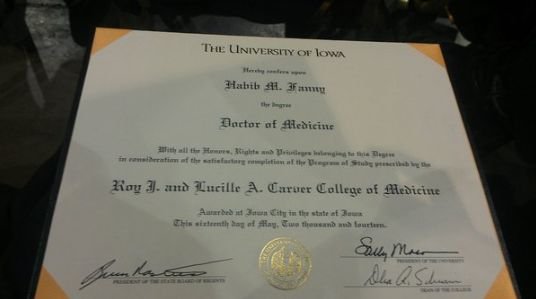 THE UNIVERSITY OF IOWA
Hereby confers upon
Habib M. Fanny
the degree
Doctor of Medicine
With all the Honors, Rights and Privileges belonging to this Degree
in consideration of the satisfactory completion of the Program of Study prescribed by the
Roy J. and Lucille A. Carver College of Medicine
Awarded at Iowa City in the state of Iowa
This sixteenth day of May, Two thousand and fourteen.
Sally Mason
PRESIDENT OF THE UNIVERSITY
PRESIDENT OF THE STATE BOARD OF REGENTS
DEAN OF THE COLLEGE